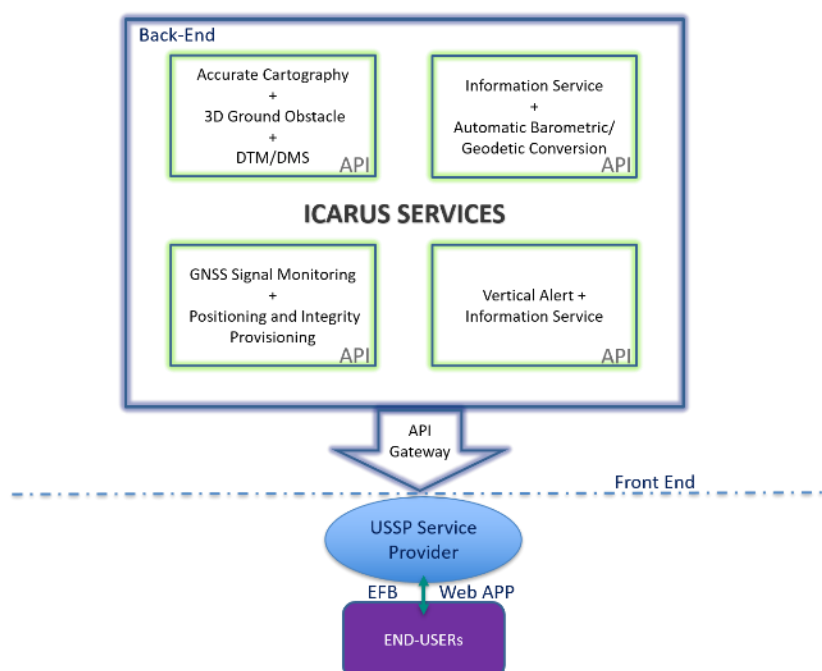 Back-End
Accurate Cartography
+
3D Ground Obstacle
+
DTM/DMS
API
Information Service
+
Automatic Barometric/
Geodetic Conversion
API
ICARUS SERVICES
GNSS Signal Monitoring
+
Positioning and Integrity
Provisioning
API
Vertical Alert +
Information Service
API
API
Gateway
Front End
USSP Service
Provider
EFB
Web APP
END-USERs